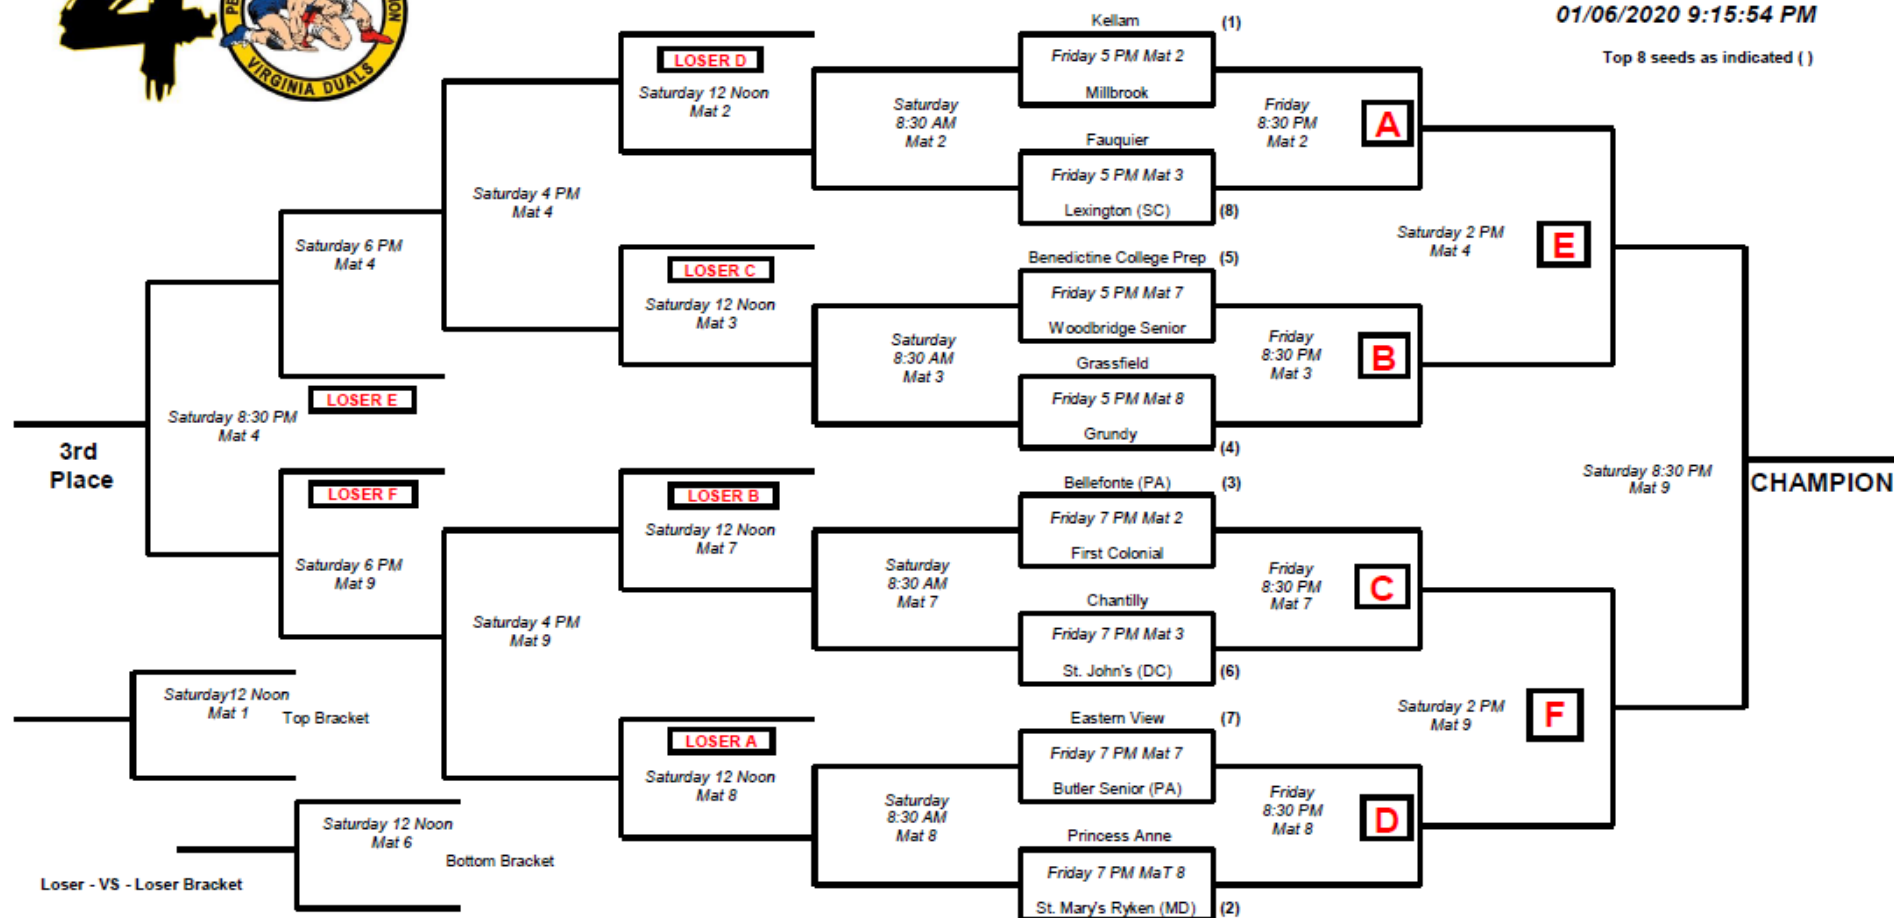 40
PE
ION
VIRGINIA DUALS
01/06/2020 9:15:54 PM
Top 8 seeds as indicated ( )
Kellam (1)
Friday 5 PM Mat 2
Millbrook
Fauquier
Friday 5 PM Mat 3
Lexington (SC) (8)
Benedictine College Prep (5)
Friday 5 PM Mat 7
Woodbridge Senior
Grassfield
Friday 5 PM Mat 8
Grundy
(4)
Bellefonte (PA) (3)
Friday 7 PM Mat 2
First Colonial
Chantilly
Friday 7 PM Mat 3
St. John's (DC) (6)
Eastern View (7)
Friday 7 PM Mat 7
Butler Senior (PA)
Princess Anne
Friday 7 PM MaT 8
St. Mary's Ryken (MD) (2)
Friday
8:30 PM
Mat 2
A
Friday
8:30 PM
Mat 3
B
Friday
8:30 PM
Mat 7
C
Friday
8:30 PM
Mat 8
D
Saturday 2 PM
Mat 4
E
Saturday 2 PM
Mat 9
F
Saturday 8:30 PM
Mat 9
CHAMPION
Saturday
8:30 AM
Mat 2
Saturday
8:30 AM
Mat 3
Saturday
8:30 AM
Mat 7
Saturday
8:30 AM
Mat 8
LOSER D
Saturday 12 Noon
Mat 2
LOSER C
Saturday 12 Noon
Mat 3
LOSER B
Saturday 12 Noon
Mat 7
LOSER A
Saturday 12 Noon
Mat 8
Saturday 4 PM
Mat 4
Saturday 4 PM
Mat 9
Saturday 6 PM
Mat 4
LOSER E
LOSER F
Saturday 6 PM
Mat 9
Saturday 8:30 PM
Mat 4
3rd
Place
Saturday12 Noon
Mat 1
Top Bracket
Saturday 12 Noon
Mat 6
Bottom Bracket
Loser - VS - Loser Bracket